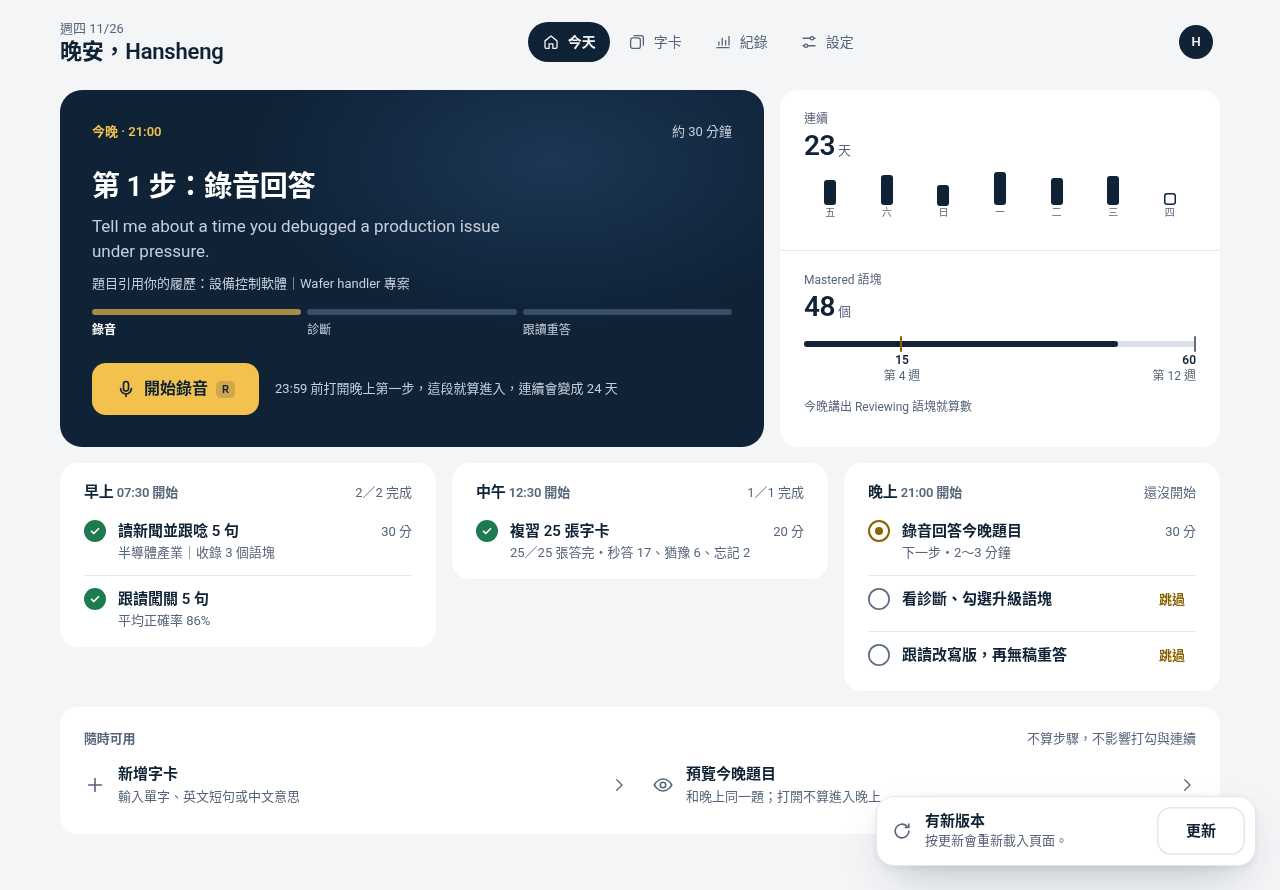 週四 11/26
晚安，Hansheng
今天
字卡
紀錄
設定
H
今晚 · 21:00
約 30 分鐘
第 1 步：錄音回答
Tell me about a time you debugged a production issue
under pressure.
題目引用你的履歷：設備控制軟體｜Wafer handler 專案
錄音
診斷
跟讀重答
開始錄音 R
23:59 前打開晚上第一步，這段就算進入，連續會變成 24 天
連續
23 天
五 六 日 一 二 三 四
Mastered 語塊
48 個
15
60
第 4 週
第 12 週
今晚講出 Reviewing 語塊就算數
早上 07:30 開始
2／2 完成
讀新聞並跟唸 5 句
30 分
半導體產業｜收錄 3 個語塊
跟讀闖關 5 句
平均正確率 86%
中午 12:30 開始
1／1 完成
複習 25 張字卡
20 分
25／25 張答完・秒答 17、猶豫 6、忘記 2
晚上 21:00 開始
還沒開始
錄音回答今晚題目
30 分
下一步・2～3 分鐘
看診斷、勾選升級語塊
跳過
跟讀改寫版，再無稿重答
跳過
隨時可用
不算步驟，不影響打勾與連續
新增字卡
輸入單字、英文短句或中文意思
預覽今晚題目
和晚上同一題；打開不算進入晚上
有新版本
按更新會重新載入頁面。
更新